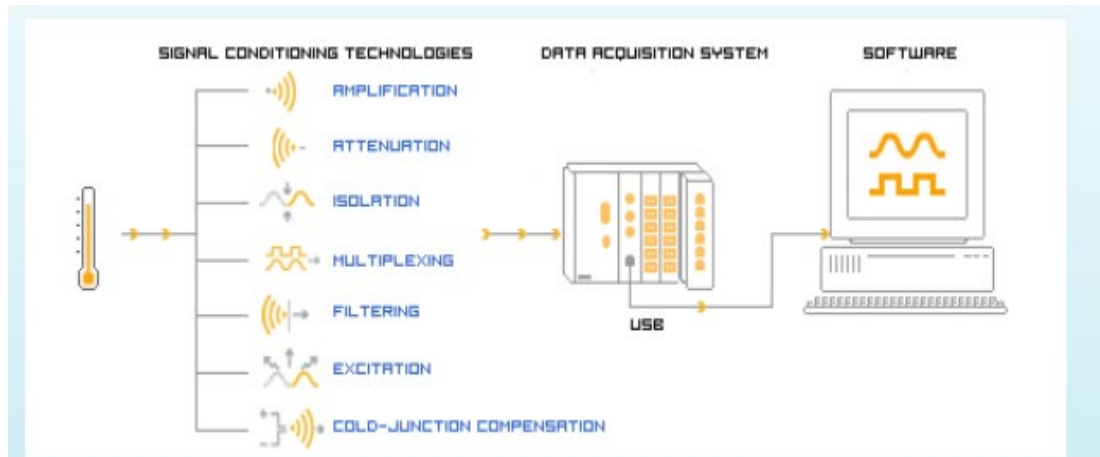 SIGNAL CONDITIONING TECHNOLOGIES
DATA ACQUISITION SYSTEM
SOFTWARE
AMPLIFICATION
ATTENUATION
ISOLATION
MULTIPLEXING
FILTERING
EXCITATION
COLD-JUNCTION COMPENSATION
USB